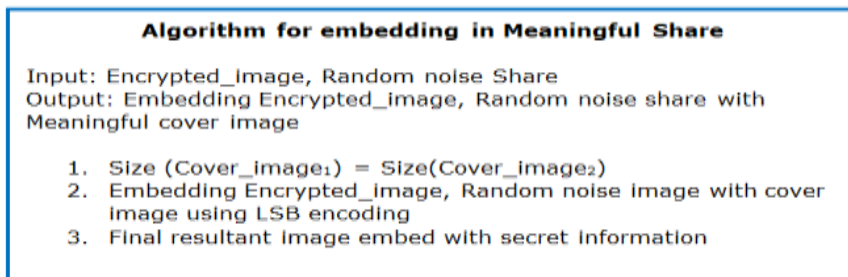 Algorithm for embedding in Meaningful Share
Input: Encrypted_image, Random noise Share
Output: Embedding Encrypted_image, Random noise share with
Meaningful cover image
1. Size (Cover_image₁) = Size(Cover_image₂)
2. Embedding Encrypted_image, Random noise image with cover
image using LSB encoding
3. Final resultant image embed with secret information